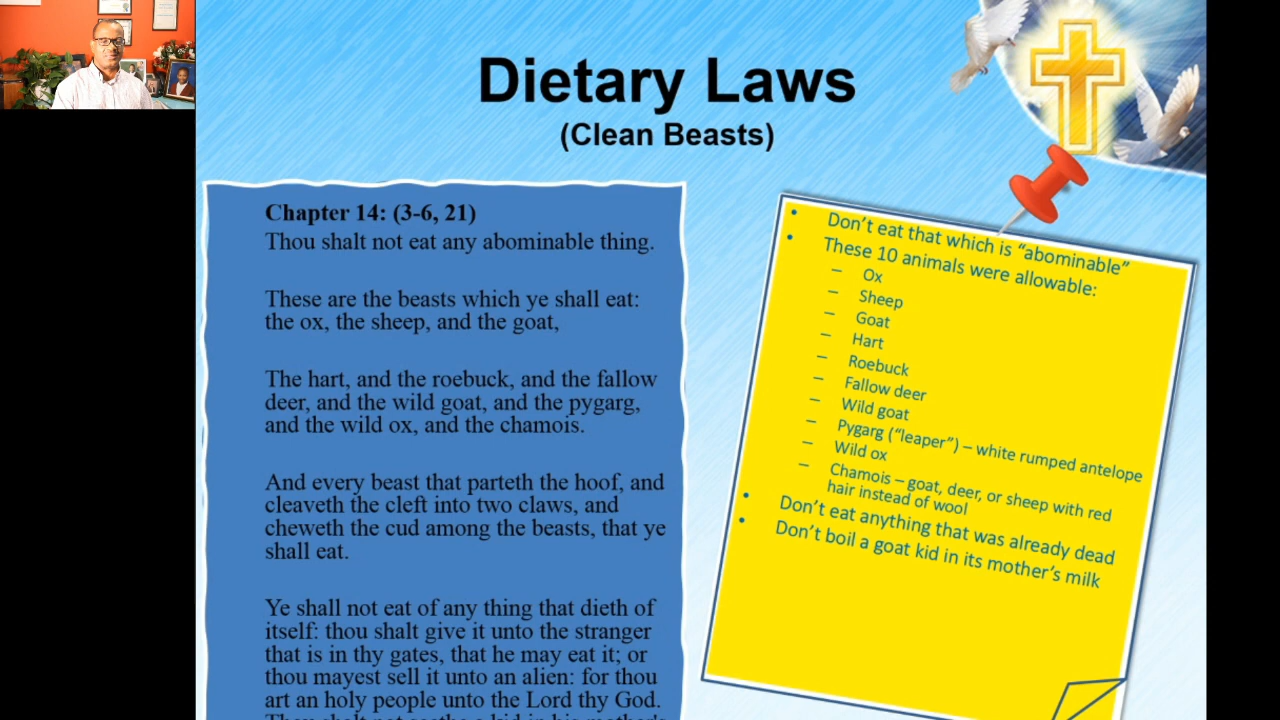 Dietary Laws
(Clean Beasts)
Chapter 14: (3-6, 21)
Thou shalt not eat any abominable thing.
These are the beasts which ye shall eat:
the ox, the sheep, and the goat,
The hart, and the roebuck, and the fallow
deer, and the wild goat, and the pygarg,
and the wild ox, and the chamois.
And every beast that parteth the hoof, and
cleaveth the cleft into two claws, and
cheweth the cud among the beasts, that ye
shall eat.
Ye shall not eat of any thing that dieth of
itself: thou shalt give it unto the stranger
that is in thy gates, that he may eat it; or
thou mayest sell it unto an alien: for thou
art an holy people unto the Lord thy God.
Thou shalt not seethe a kid in his mother's
• Don't eat that which is "abominable"
• These 10 animals were allowable:
– Ox
– Sheep
– Goat
– Hart
– Roebuck
– Fallow deer
– Wild goat
– Pygarg ("leaper") – white rumped antelope
– Wild ox
– Chamois – goat, deer, or sheep with red
hair instead of wool
• Don't eat anything that was already dead
• Don't boil a goat kid in its mother's milk